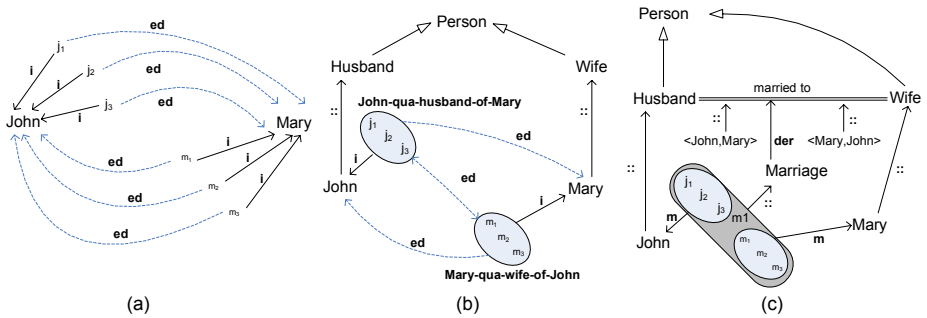 ed
j1
i
ed
i
j2
ed
i
j3
John
Mary
ed
m1
i
ed
m2
i
ed
m3
i
(a)
Person
Husband
Wife
John-qua-husband-of-Mary
::
::
j1
j2
j3
ed
i
ed
John
Mary
i
m1
m2
m3
ed
Mary-qua-wife-of-John
(b)
Person
married to
Husband
Wife
::
::
<John,Mary>
der
<Mary,John>
::
::
Marriage
j1
j2
j3
::
m1
m
John
Mary
m
m1
m2
m3
(c)